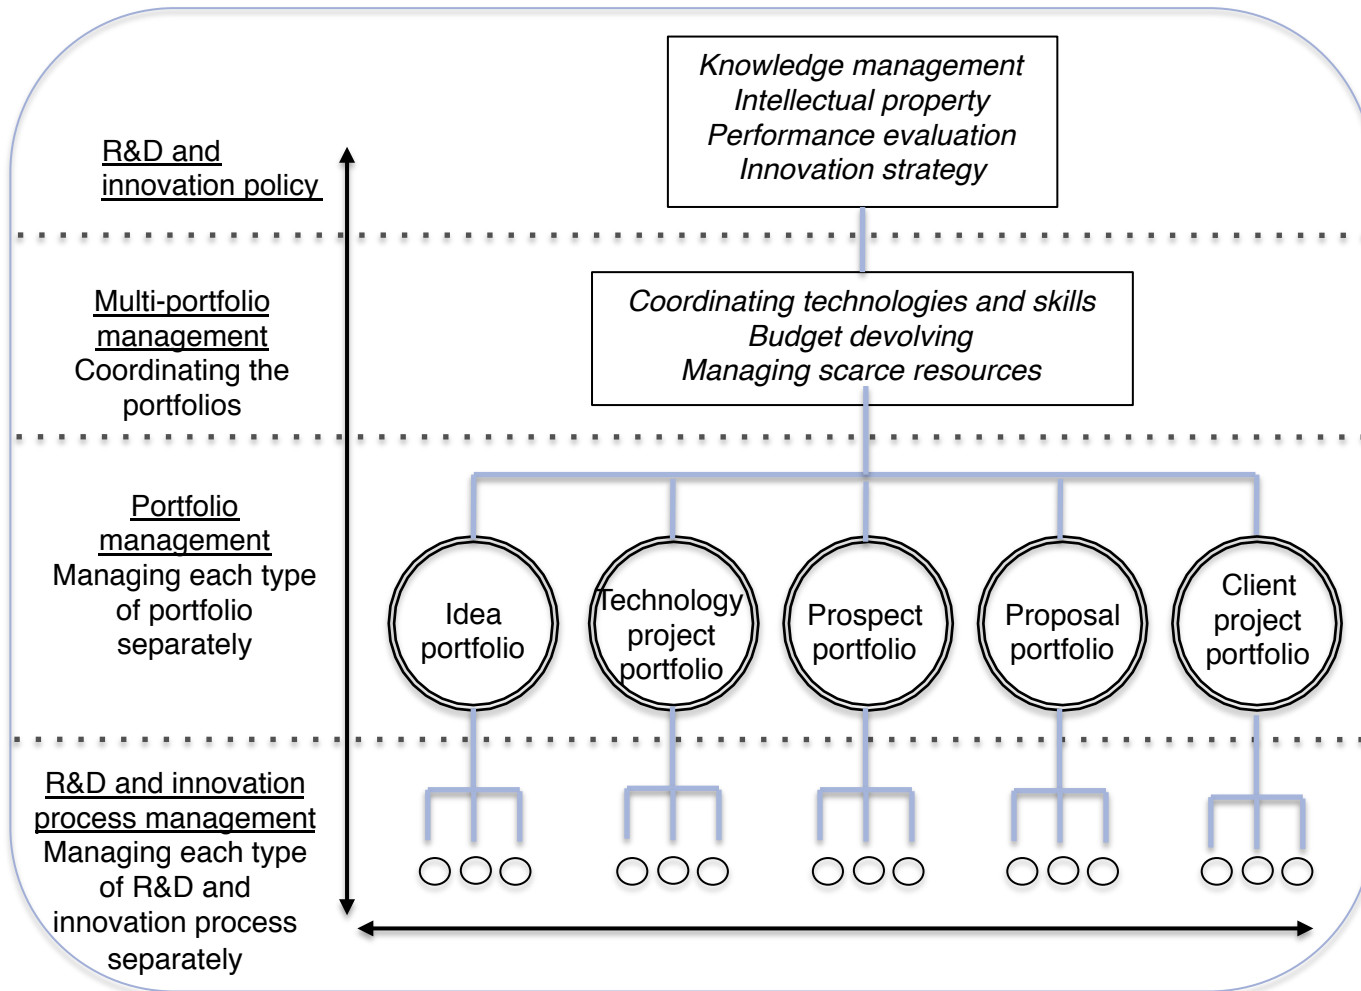 Knowledge management
Intellectual property
Performance evaluation
Innovation strategy
R&D and
innovation policy
Multi-portfolio
management
Coordinating the
portfolios
Coordinating technologies and skills
Budget devolving
Managing scarce resources
Portfolio
management
Managing each type
of portfolio
separately
Idea
portfolio
Technology
project
portfolio
Prospect
portfolio
Proposal
portfolio
Client
project
portfolio
R&D and innovation
process management
Managing each type
of R&D and
innovation process
separately